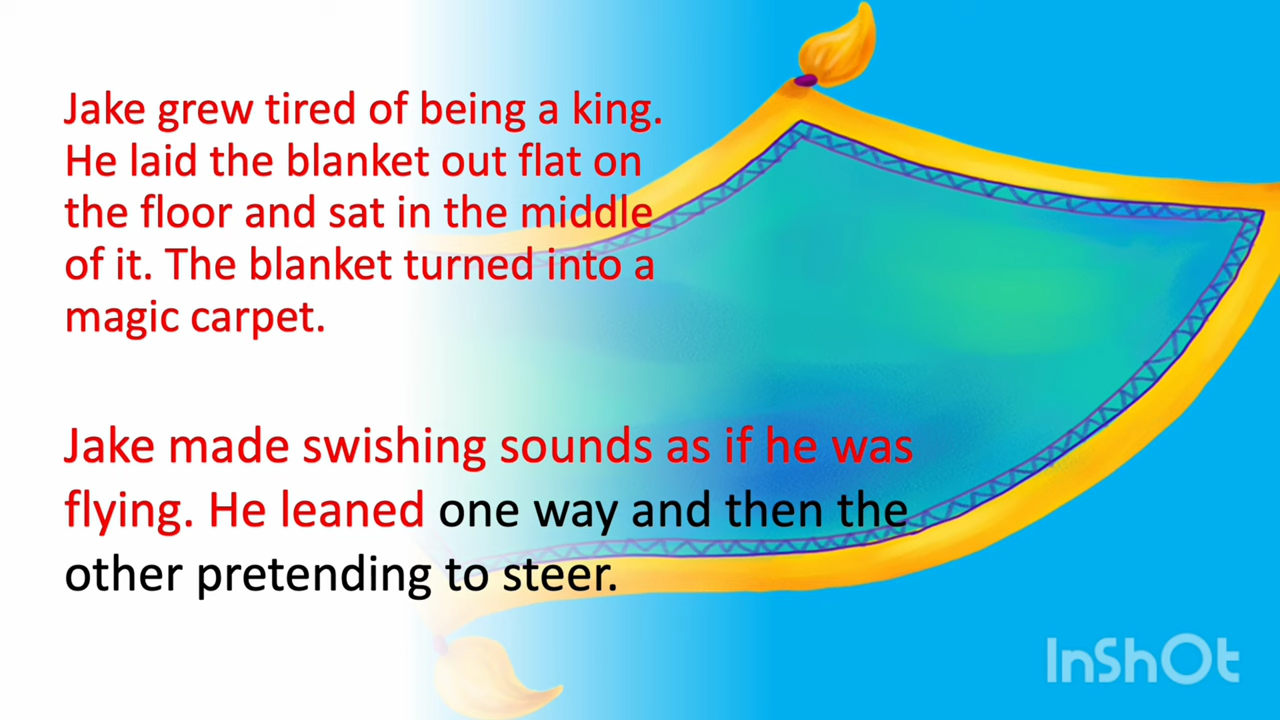 Jake grew tired of being a king.
He laid the blanket out flat on
the floor and sat in the middle
of it. The blanket turned into a
magic carpet.
Jake made swishing sounds as if he was
flying. He leaned one way and then the
other pretending to steer.
InShOt